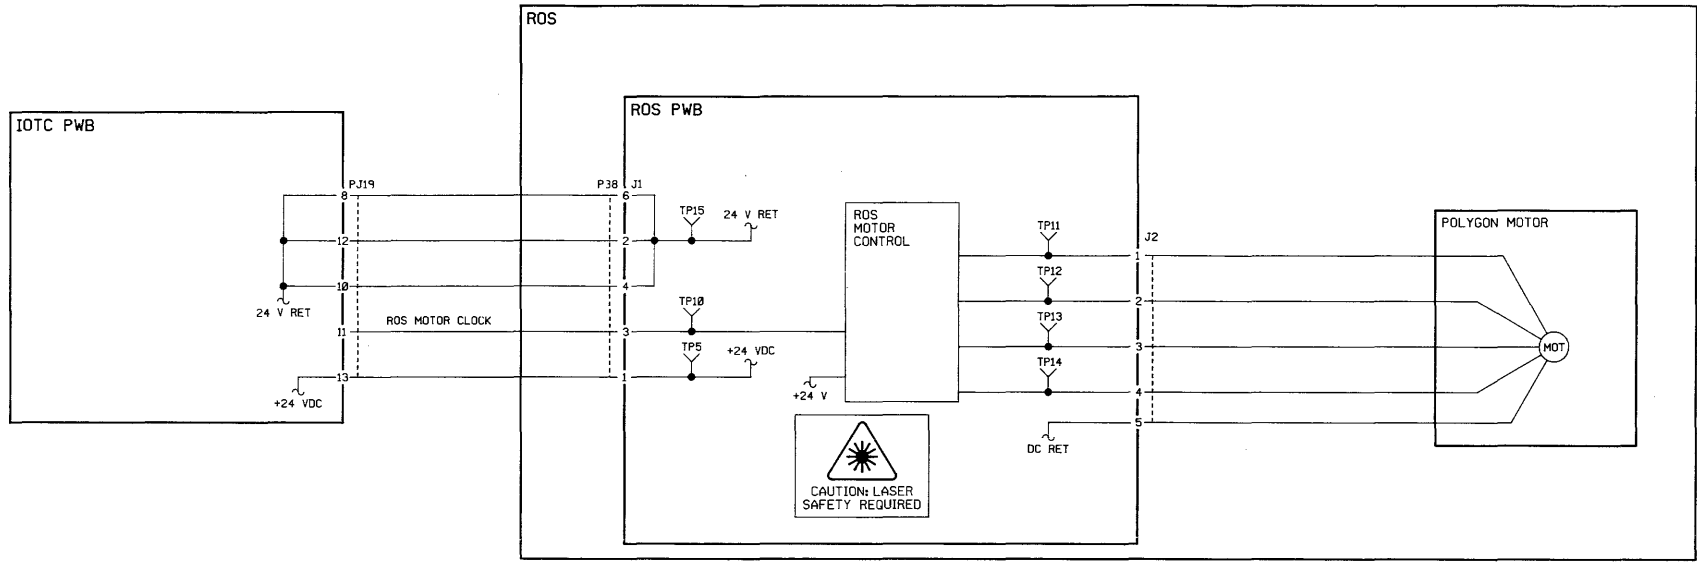 ROS
ROS PWB
IOTC PWB
PJ19
P38
J1
8
6
TP15
24 V RET
12
2
10
4
24 V RET
TP10
11
ROS MOTOR CLOCK
3
TP5
+24 VDC
13
1
+24 VDC
ROS
MOTOR
CONTROL
+24 V
TP11
J2
1
TP12
2
TP13
3
TP14
4
5
DC RET
POLYGON MOTOR
MOT
CAUTION: LASER
SAFETY REQUIRED